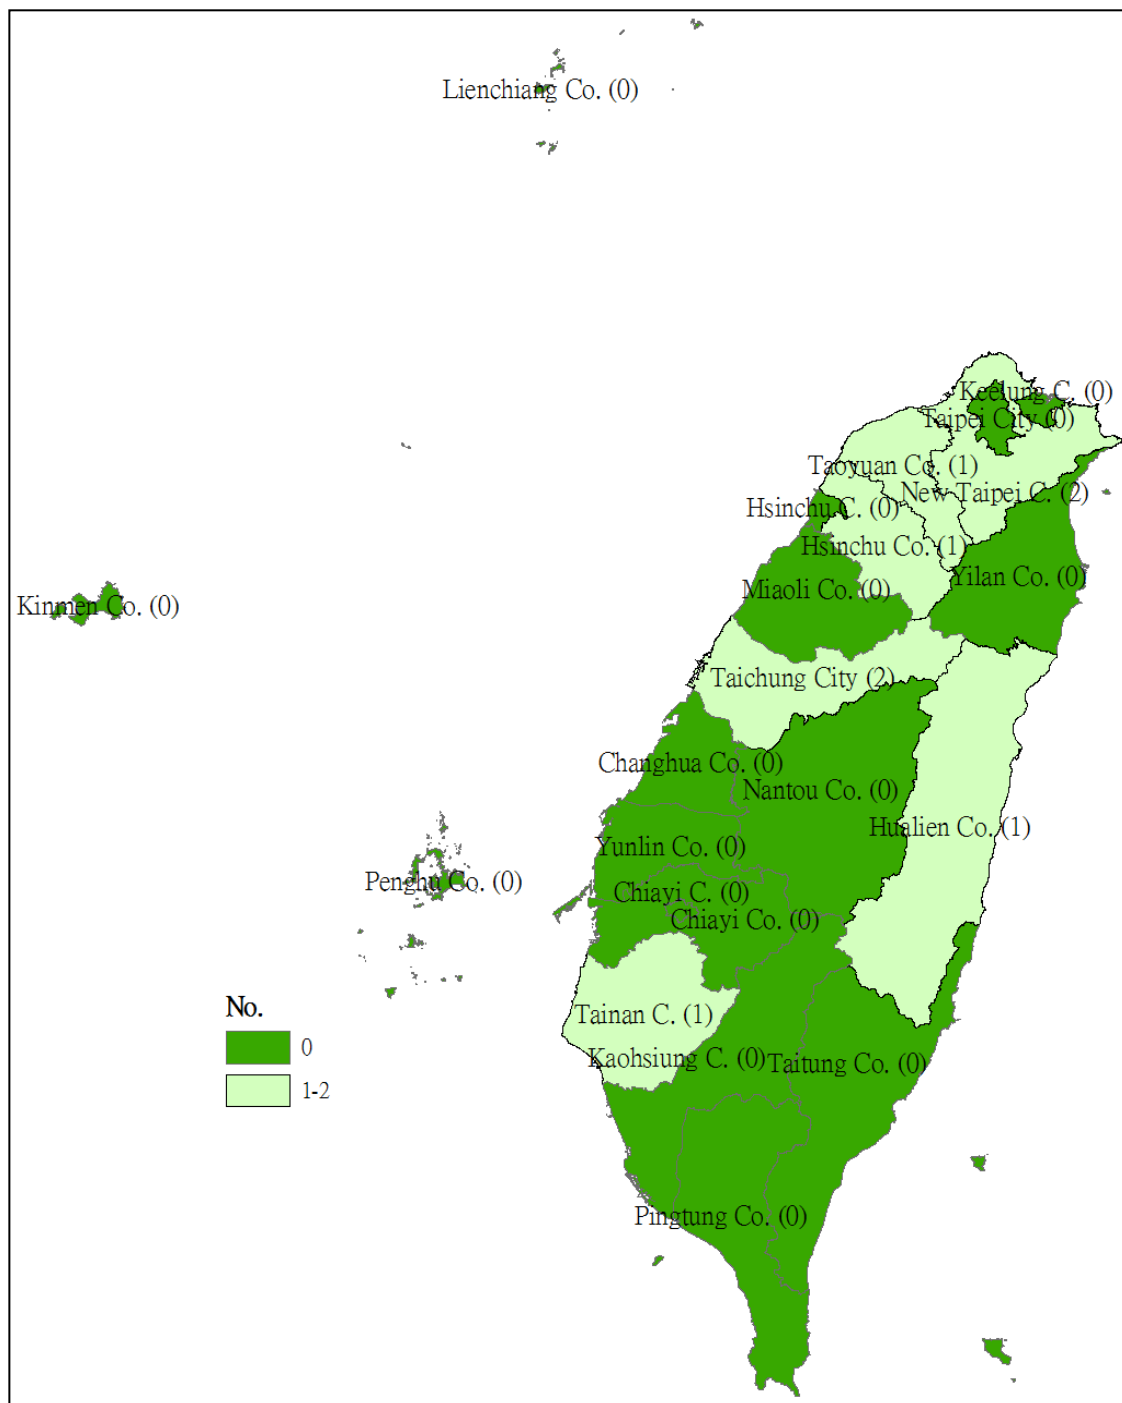 Lienchiang Co. (0)
Keelung C. (0)
Taipei City (0)
Taoyuan Co. (1)
New Taipei C. (2)
Hsinchu C. (0)
Hsinchu Co. (1)
Yilan Co. (0)
Miaoli Co. (0)
Kinmen Co. (0)
Taichung City (2)
Changhua Co. (0)
Nantou Co. (0)
Hualien Co. (1)
Yunlin Co. (0)
Penghu Co. (0)
Chiayi C. (0)
Chiayi Co. (0)
No.
0
1-2
Tainan C. (1)
Kaohsiung C. (0)
Taitung Co. (0)
Pingtung Co. (0)